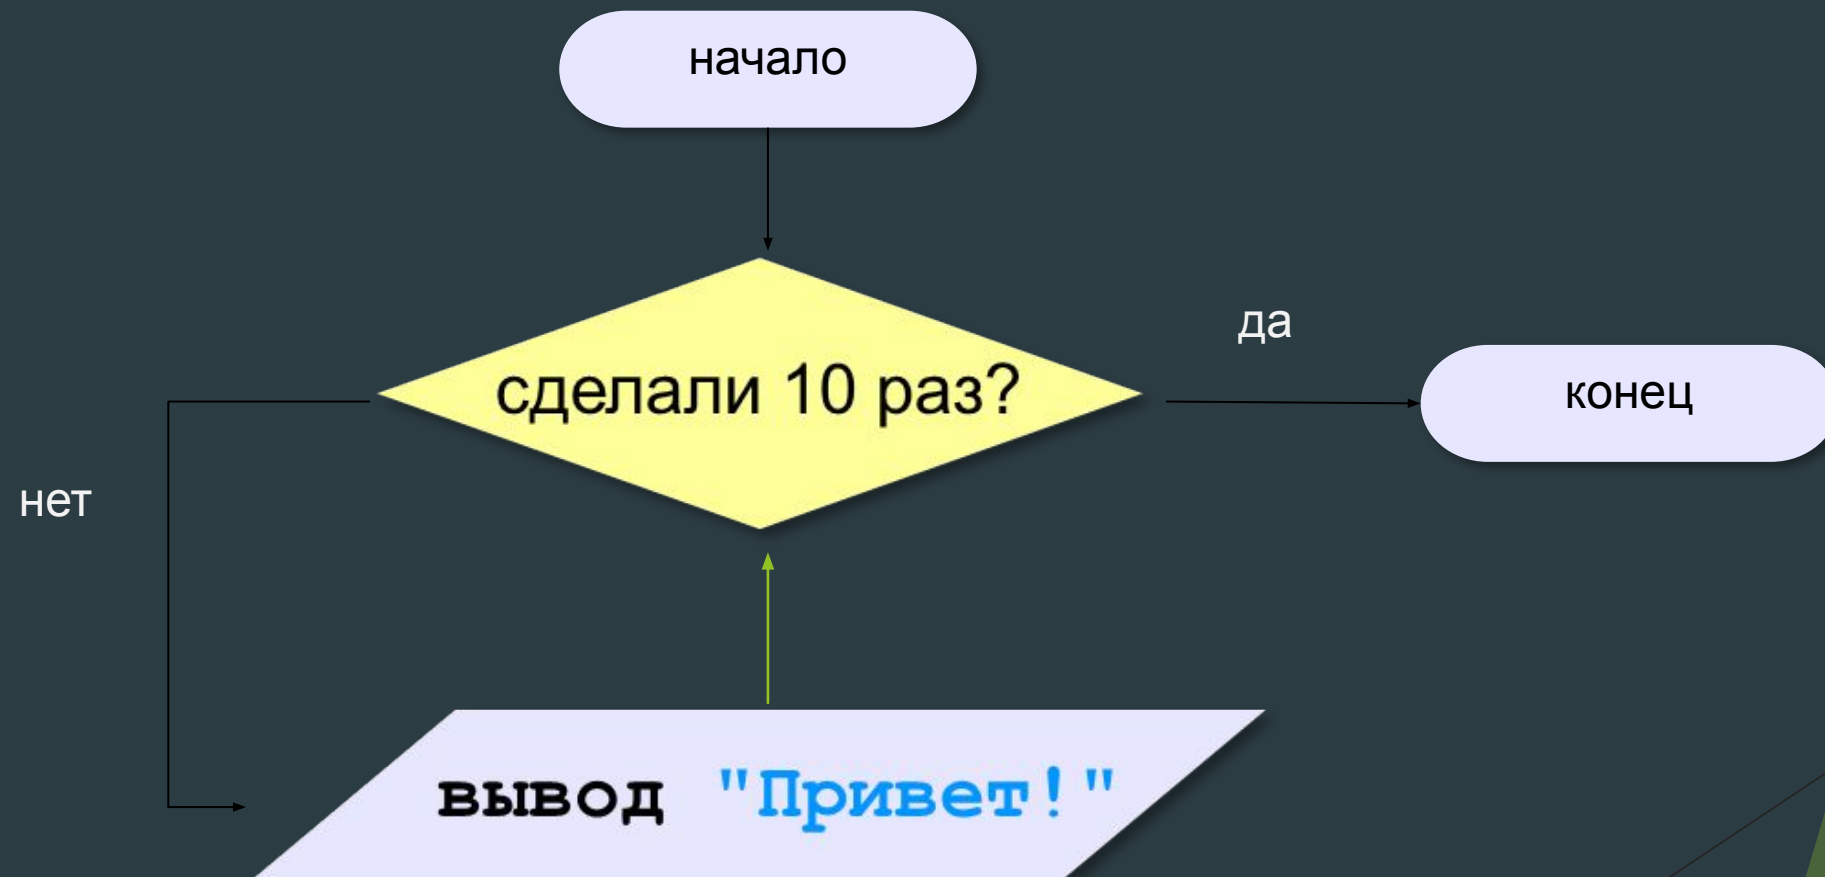 начало
сделали 10 раз?
да
конец
нет
вывод "Привет!"